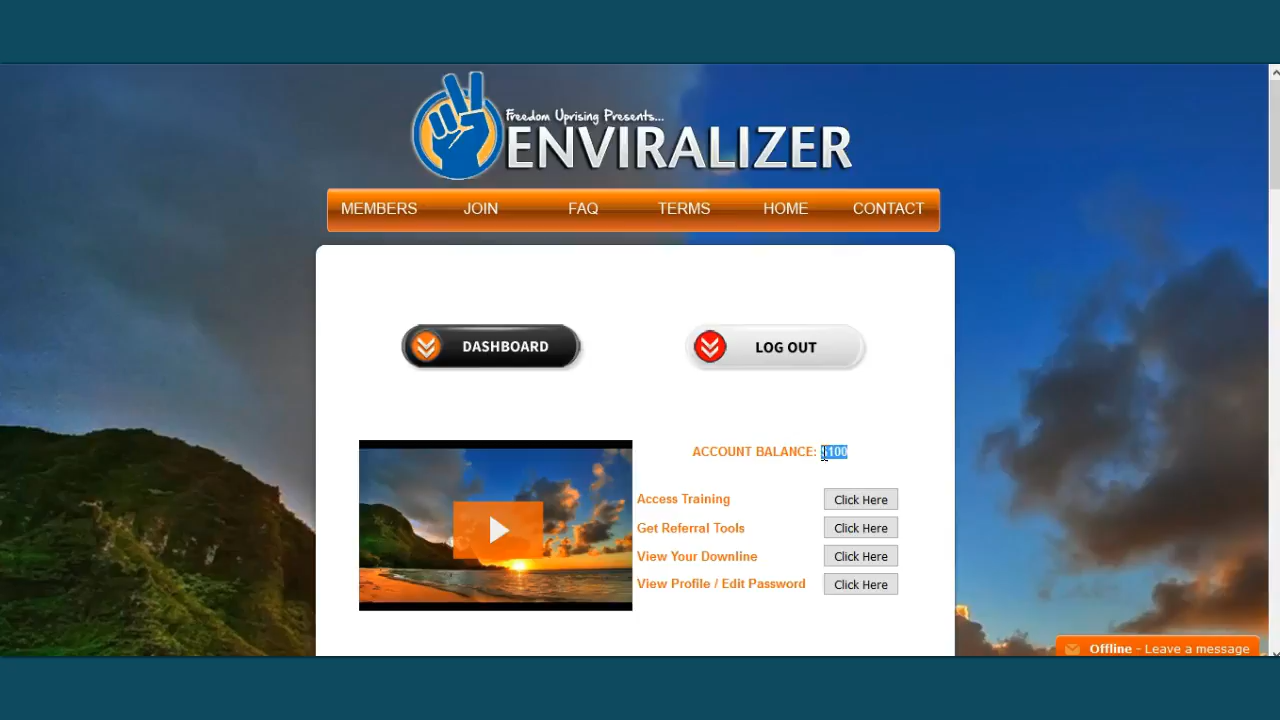 Freedom Uprising Presents...
ENVIRALIZER
MEMBERS JOIN FAQ TERMS HOME CONTACT
DASHBOARD LOG OUT
ACCOUNT BALANCE: $100
Access Training Click Here
Get Referral Tools Click Here
View Your Downline Click Here
View Profile / Edit Password Click Here
Offline - Leave a message